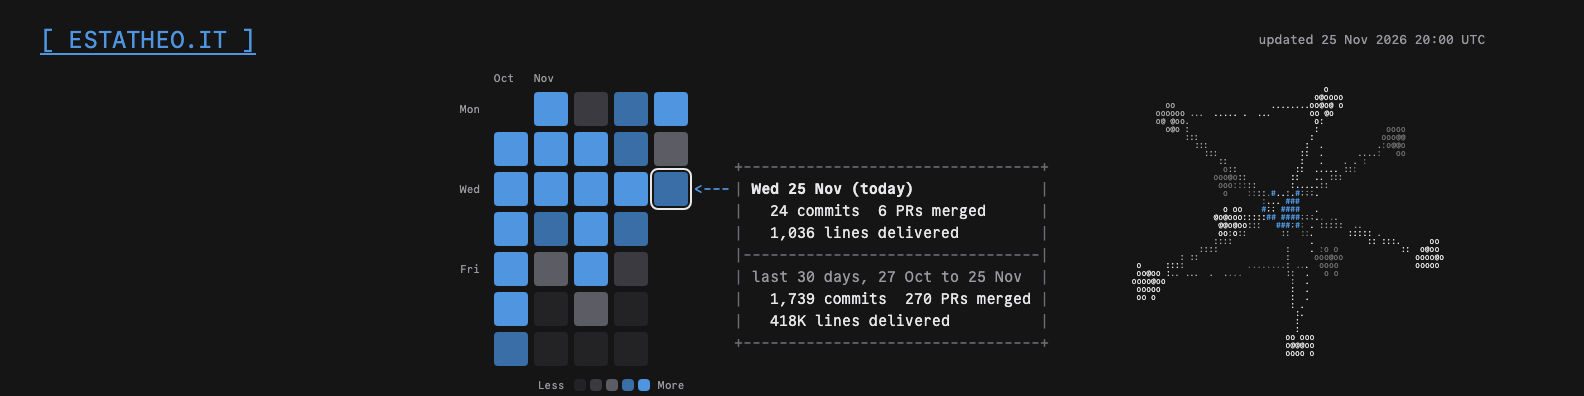 [ ESTATHEO.IT ]
updated 25 Nov 2026 20:00 UTC
Oct Nov
Mon
Wed
Fri
Less More
<---
Wed 25 Nov (today)
24 commits 6 PRs merged
1,036 lines delivered
last 30 days, 27 Oct to 25 Nov
1,739 commits 270 PRs merged
418K lines delivered